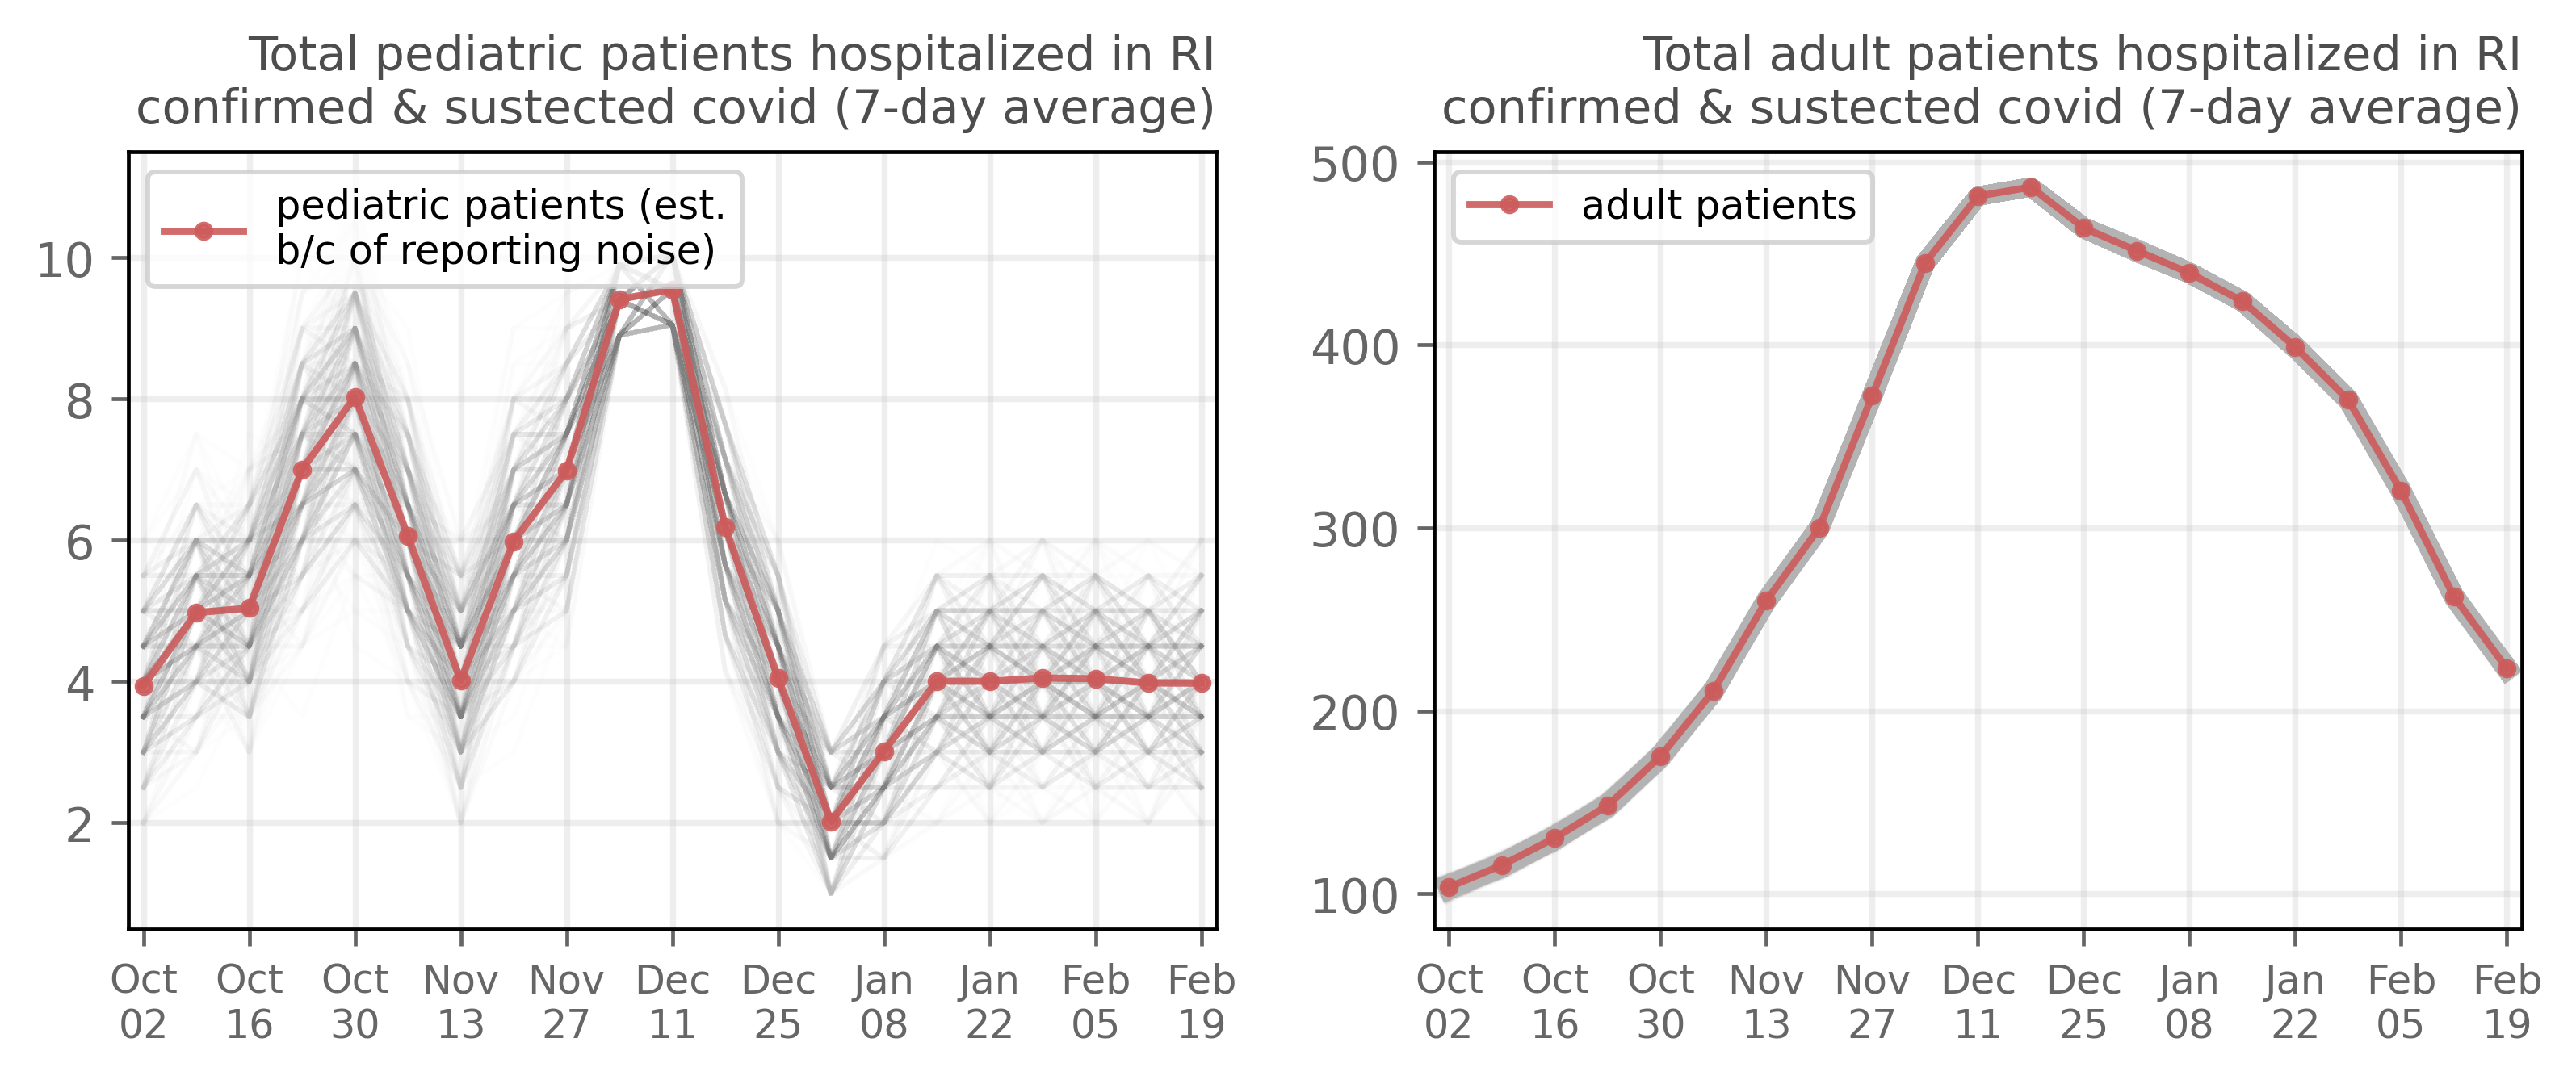 Total pediatric patients hospitalized in RI
confirmed & sustected covid (7-day average)
pediatric patients (est.
b/c of reporting noise)
10
8
6
4
2
Oct Oct Oct Nov Nov Dec Dec Jan Jan Feb Feb
02 16 30 13 27 11 25 08 22 05 19
Total adult patients hospitalized in RI
confirmed & sustected covid (7-day average)
adult patients
500
400
300
200
100
Oct Oct Oct Nov Nov Dec Dec Jan Jan Feb Feb
02 16 30 13 27 11 25 08 22 05 19